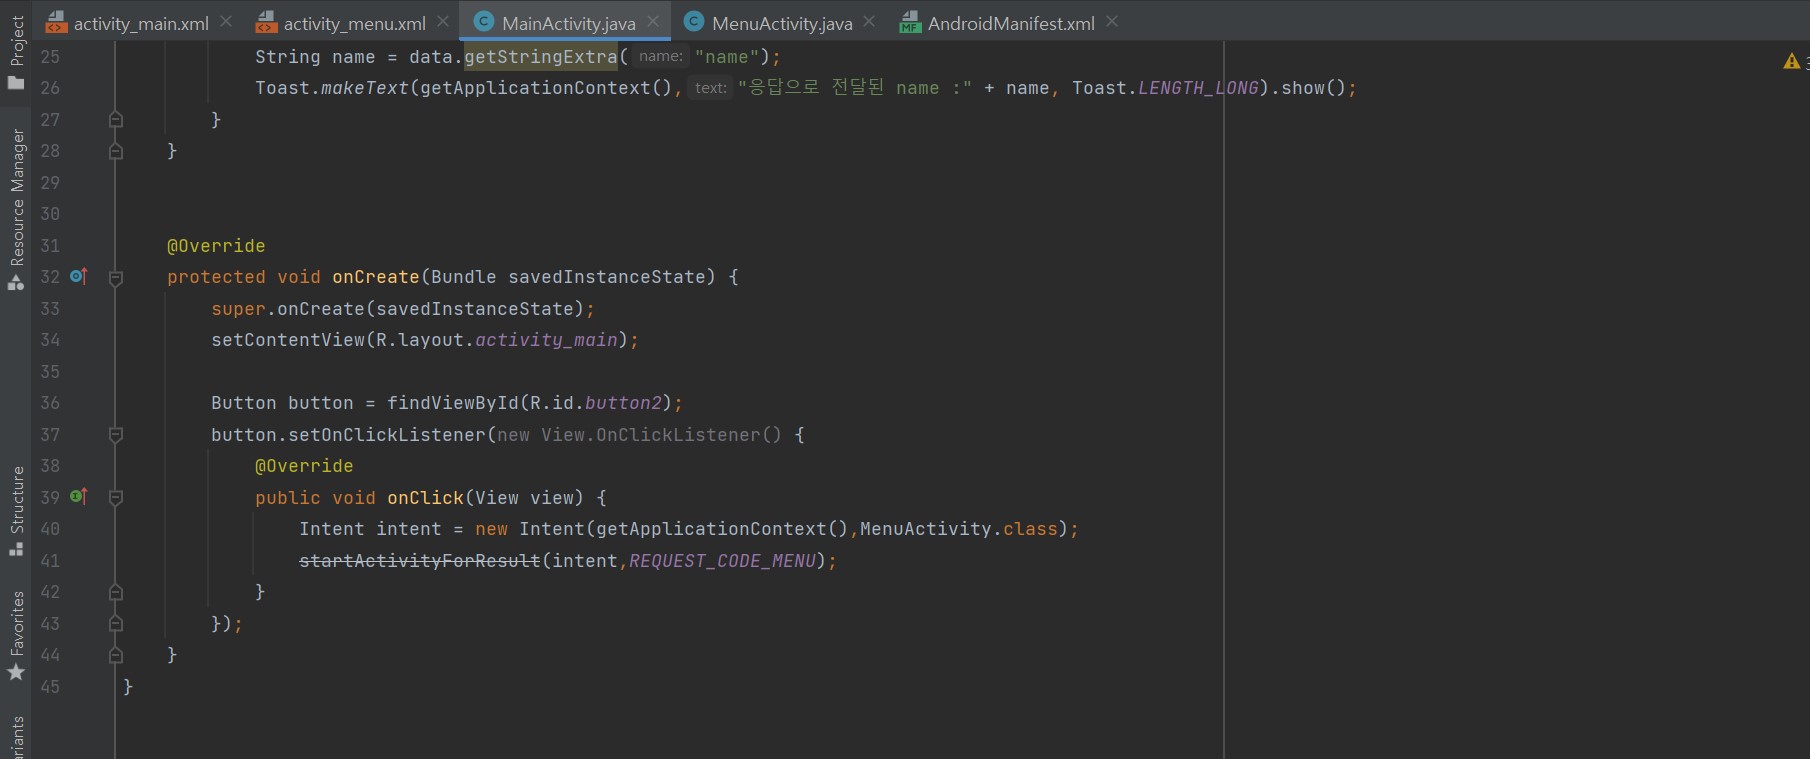 activity_main.xml activity_menu.xml MainActivity.java MenuActivity.java AndroidManifest.xml
Project
Resource Manager
Structure
Favorites
25 String name = data.getStringExtra( name: "name");
26 Toast.makeText(getApplicationContext(), text: "응답으로 전달된 name :" + name, Toast.LENGTH_LONG).show();
27 }
28 }
29
30
31 @Override
32 protected void onCreate(Bundle savedInstanceState) {
33 super.onCreate(savedInstanceState);
34 setContentView(R.layout.activity_main);
35
36 Button button = findViewById(R.id.button2);
37 button.setOnClickListener(new View.OnClickListener() {
38 @Override
39 public void onClick(View view) {
40 Intent intent = new Intent(getApplicationContext(),MenuActivity.class);
41 startActivityForResult(intent,REQUEST_CODE_MENU);
42 }
43 });
44 }
45 }